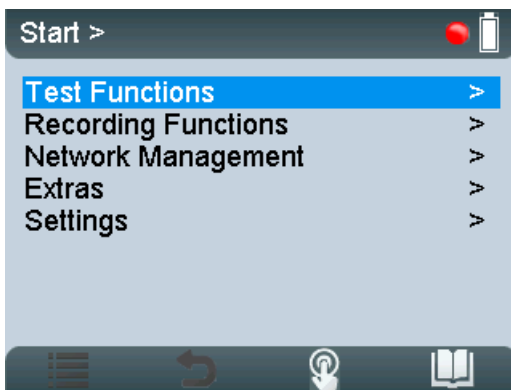 Start >
Test Functions >
Recording Functions >
Network Management >
Extras >
Settings >